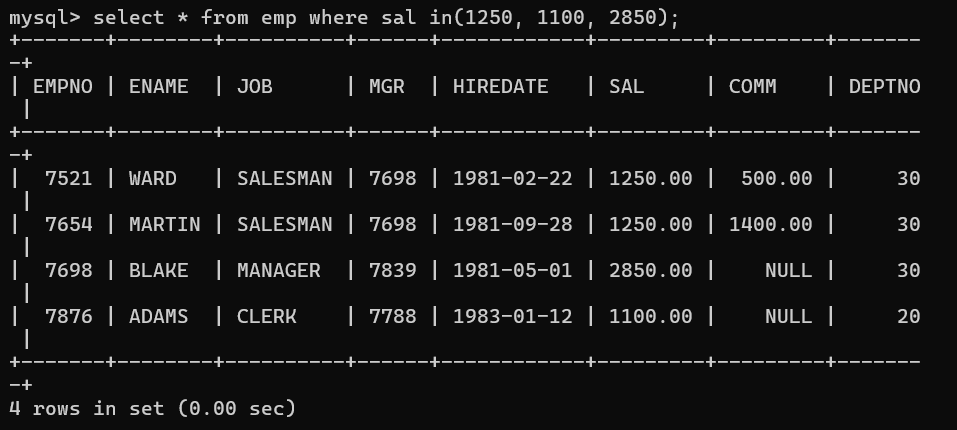 mysql> select * from emp where sal in(1250, 1100, 2850);
+-------+--------+----------+------+------------+---------+---------+-------
-+
| EMPNO | ENAME  | JOB      | MGR  | HIREDATE   | SAL     | COMM    | DEPTNO
 |
+-------+--------+----------+------+------------+---------+---------+-------
-+
|  7521 | WARD   | SALESMAN | 7698 | 1981-02-22 | 1250.00 |  500.00 |     30
 |
|  7654 | MARTIN | SALESMAN | 7698 | 1981-09-28 | 1250.00 | 1400.00 |     30
 |
|  7698 | BLAKE  | MANAGER  | 7839 | 1981-05-01 | 2850.00 |    NULL |     30
 |
|  7876 | ADAMS  | CLERK    | 7788 | 1983-01-12 | 1100.00 |    NULL |     20
 |
+-------+--------+----------+------+------------+---------+---------+-------
-+
4 rows in set (0.00 sec)